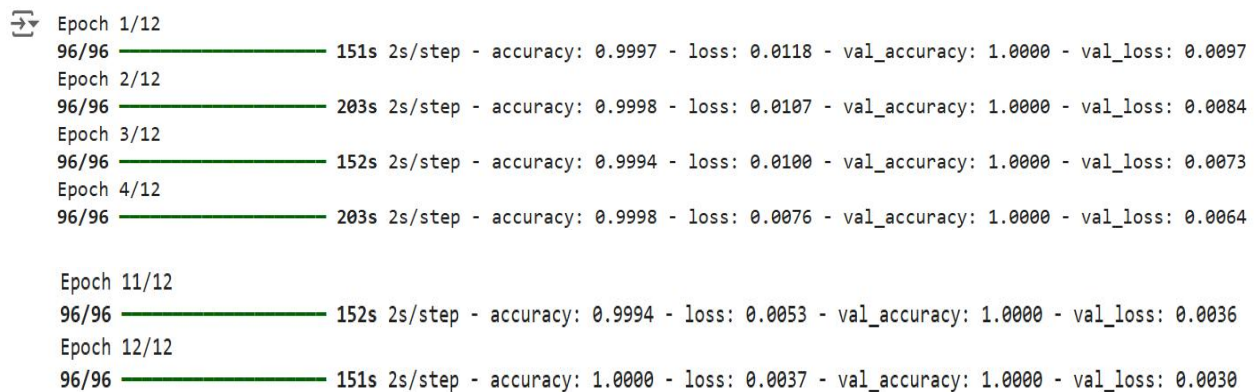 Epoch 1/12
96/96 ━━━━━━━━━━━━━━━━━━━━ 151s 2s/step - accuracy: 0.9997 - loss: 0.0118 - val_accuracy: 1.0000 - val_loss: 0.0097
Epoch 2/12
96/96 ━━━━━━━━━━━━━━━━━━━━ 203s 2s/step - accuracy: 0.9998 - loss: 0.0107 - val_accuracy: 1.0000 - val_loss: 0.0084
Epoch 3/12
96/96 ━━━━━━━━━━━━━━━━━━━━ 152s 2s/step - accuracy: 0.9994 - loss: 0.0100 - val_accuracy: 1.0000 - val_loss: 0.0073
Epoch 4/12
96/96 ━━━━━━━━━━━━━━━━━━━━ 203s 2s/step - accuracy: 0.9998 - loss: 0.0076 - val_accuracy: 1.0000 - val_loss: 0.0064
Epoch 11/12
96/96 ━━━━━━━━━━━━━━━━━━━━ 152s 2s/step - accuracy: 0.9994 - loss: 0.0053 - val_accuracy: 1.0000 - val_loss: 0.0036
Epoch 12/12
96/96 ━━━━━━━━━━━━━━━━━━━━ 151s 2s/step - accuracy: 1.0000 - loss: 0.0037 - val_accuracy: 1.0000 - val_loss: 0.0030